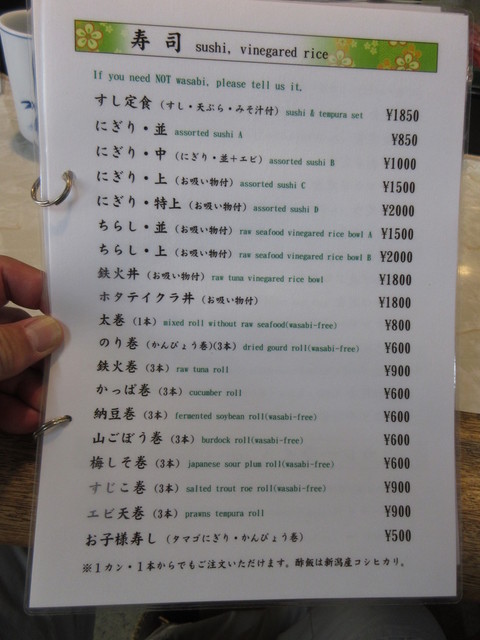 寿司 sushi, vinegared rice
If you need NOT wasabi, please tell us it.
すし定食 (すし・天ぷら・みそ汁付) sushi & tempura set ¥1850
にぎり・並 assorted sushi A ¥850
にぎり・中 (にぎり・並＋エビ) assorted sushi B ¥1000
にぎり・上 (お吸い物付) assorted sushi C ¥1500
にぎり・特上 (お吸い物付) assorted sushi D ¥2000
ちらし・並 (お吸い物付) raw seafood vinegared rice bowl A ¥1500
ちらし・上 (お吸い物付) raw seafood vinegared rice bowl B ¥2000
鉄火丼 (お吸い物付) raw tuna vinegared rice bowl ¥1800
ホタテイクラ丼 (お吸い物付) ¥1800
太巻 (1本) mixed roll without raw seafood(wasabi-free) ¥800
のり巻 (かんぴょう巻)(3本) dried gourd roll(wasabi-free) ¥600
鉄火巻 (3本) raw tuna roll ¥900
かっぱ巻 (3本) cucumber roll ¥600
納豆巻 (3本) fermented soybean roll(wasabi-free) ¥600
山ごぼう巻 (3本) burdock roll(wasabi-free) ¥600
梅しそ巻 (3本) japanese sour plum roll(wasabi-free) ¥600
すじこ巻 (3本) salted trout roe roll(wasabi-free) ¥900
エビ天巻 (3本) prawns tempura roll ¥900
お子様寿し (タマゴにぎり・かんぴょう巻) ¥500
※１カン・１本からでもご注文いただけます。酢飯は新潟産コシヒカリ。